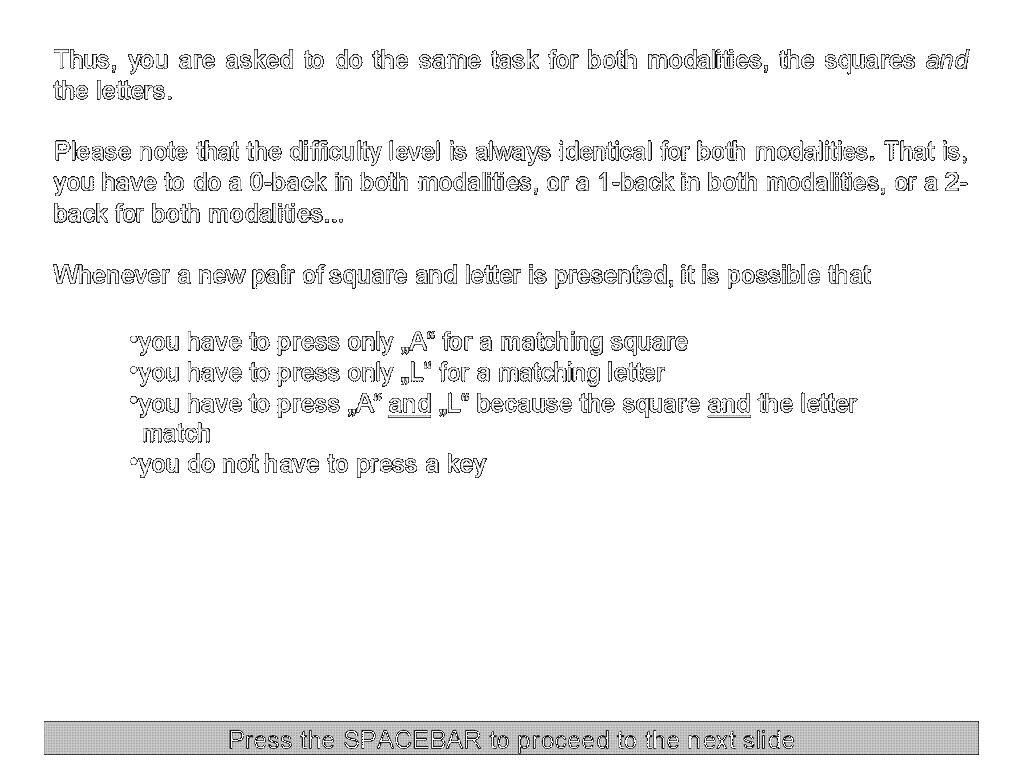 Thus, you are asked to do the same task for both modalities, the squares and
the letters.
Please note that the difficulty level is always identical for both modalities. That is,
you have to do a 0-back in both modalities, or a 1-back in both modalities, or a 2-
back for both modalities...
Whenever a new pair of square and letter is presented, it is possible that
•you have to press only „A“ for a matching square
•you have to press only „L“ for a matching letter
•you have to press „A“ and „L“ because the square and the letter
match
•you do not have to press a key
Press the SPACEBAR to proceed to the next slide